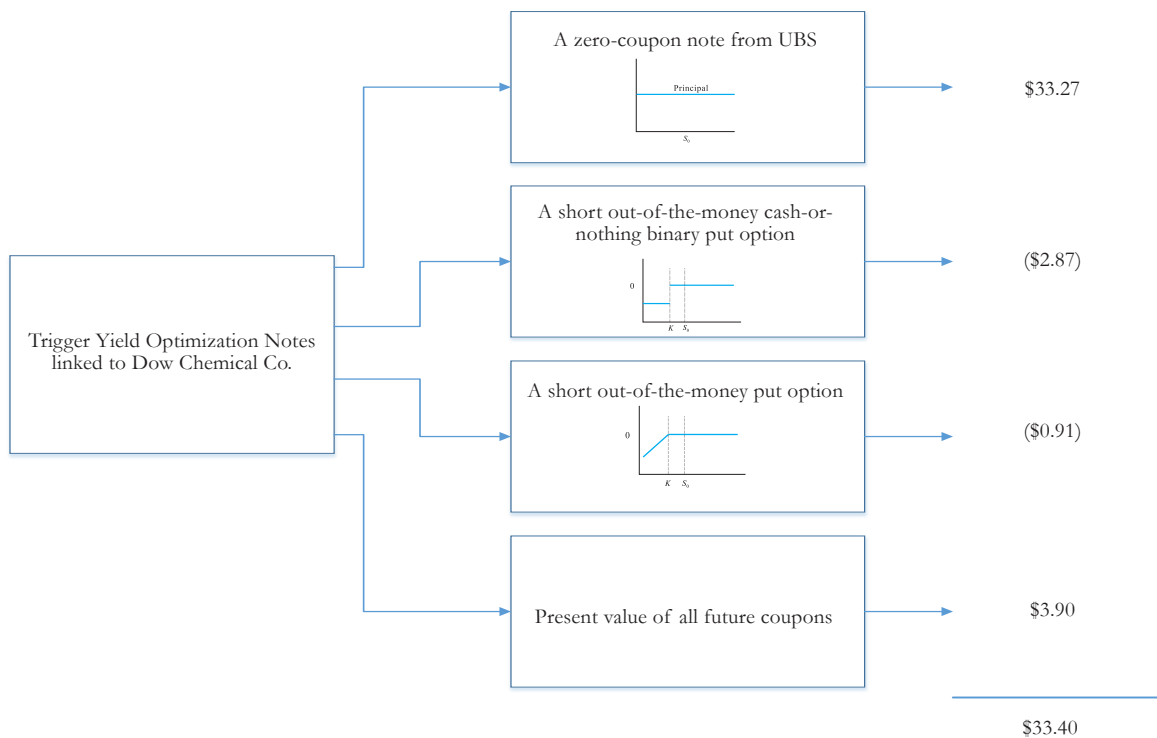 A zero-coupon note from UBS
Principal
S0
$33.27
A short out-of-the-money cash-or-
nothing binary put option
0
K S0
($2.87)
Trigger Yield Optimization Notes
linked to Dow Chemical Co.
A short out-of-the-money put option
0
K S0
($0.91)
Present value of all future coupons
$3.90
$33.40